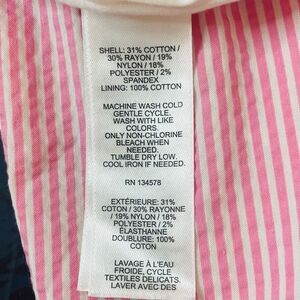 SHELL: 31% COTTON /
30% RAYON / 19%
NYLON / 18%
POLYESTER / 2%
SPANDEX
LINING: 100% COTTON
MACHINE WASH COLD
GENTLE CYCLE.
WASH WITH LIKE
COLORS.
ONLY NON-CHLORINE
BLEACH WHEN
NEEDED.
TUMBLE DRY LOW.
COOL IRON IF NEEDED.
RN 134578
EXTÉRIEURE: 31%
COTON / 30% RAYONNE
/ 19% NYLON / 18%
POLYESTER / 2%
ÉLASTHANNE
DOUBLURE: 100%
COTON
LAVAGE À L'EAU
FROIDE, CYCLE
TEXTILES DELICATS.
LAVER AVEC DES